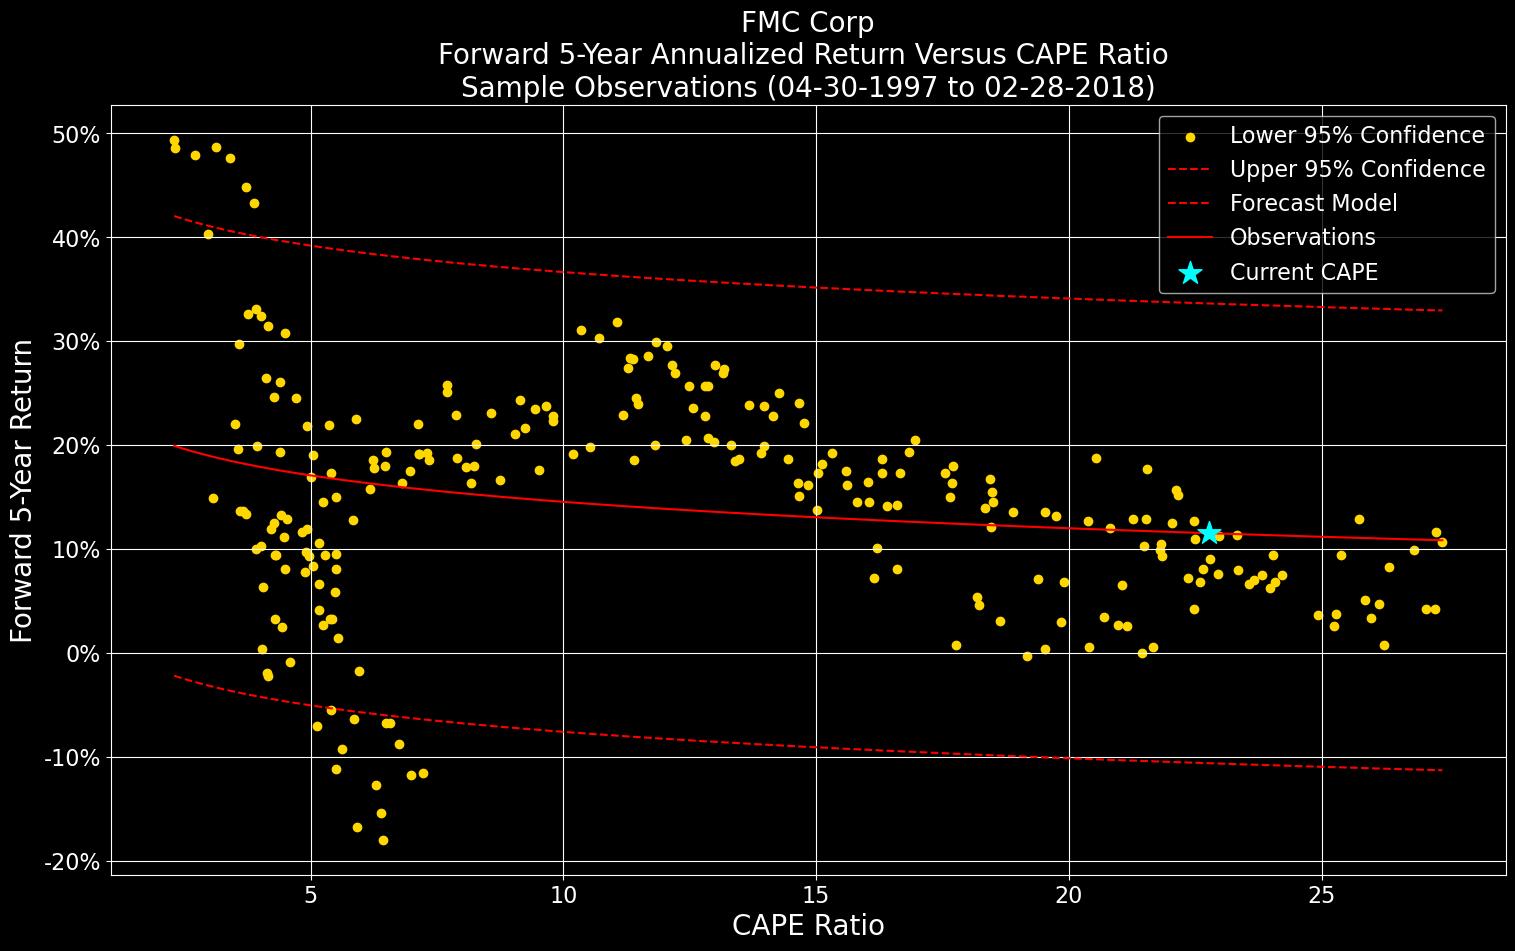 FMC Corp
Forward 5-Year Annualized Return Versus CAPE Ratio
Sample Observations (04-30-1997 to 02-28-2018)
Lower 95% Confidence
Upper 95% Confidence
Forecast Model
Observations
Current CAPE
Forward 5-Year Return
50%
40%
30%
20%
10%
0%
-10%
-20%
5 10 15 20 25
CAPE Ratio